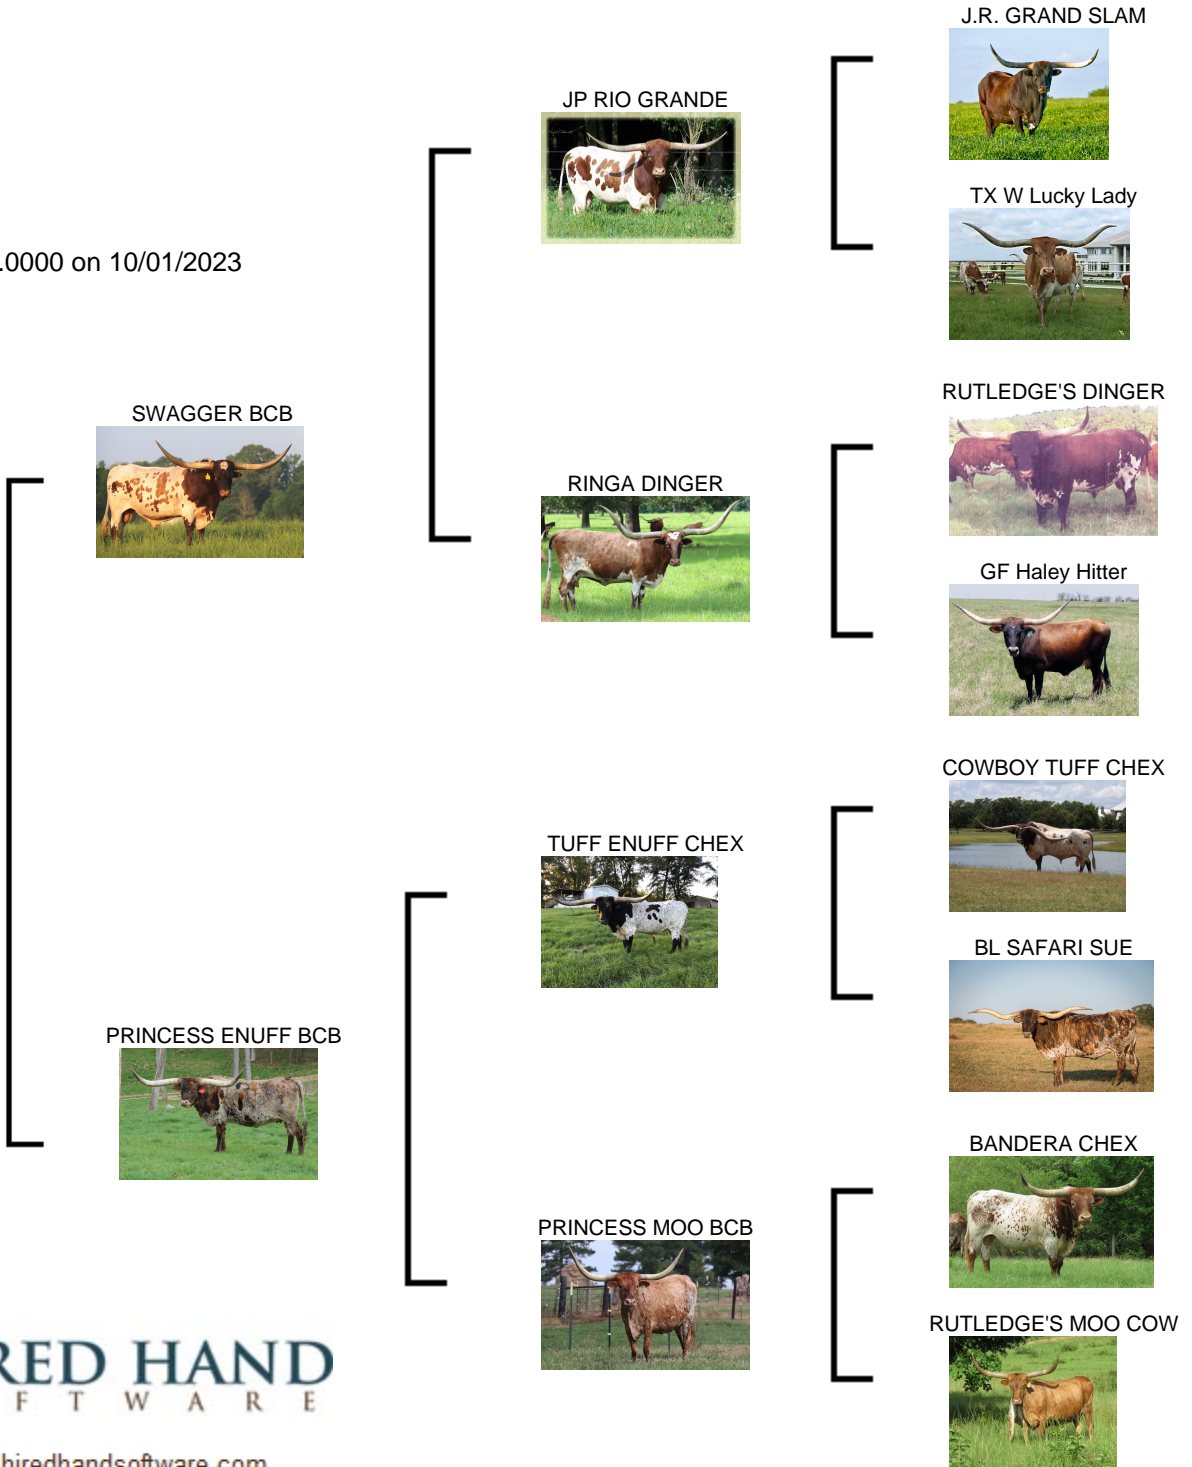 J.R. GRAND SLAM
JP RIO GRANDE
TX W Lucky Lady
.0000 on 10/01/2023
RUTLEDGE'S DINGER
SWAGGER BCB
RINGA DINGER
GF Haley Hitter
COWBOY TUFF CHEX
TUFF ENUFF CHEX
BL SAFARI SUE
PRINCESS ENUFF BCB
BANDERA CHEX
PRINCESS MOO BCB
RUTLEDGE'S MOO COW
RED HAND
F T W A R E
hiredhandsoftware.com